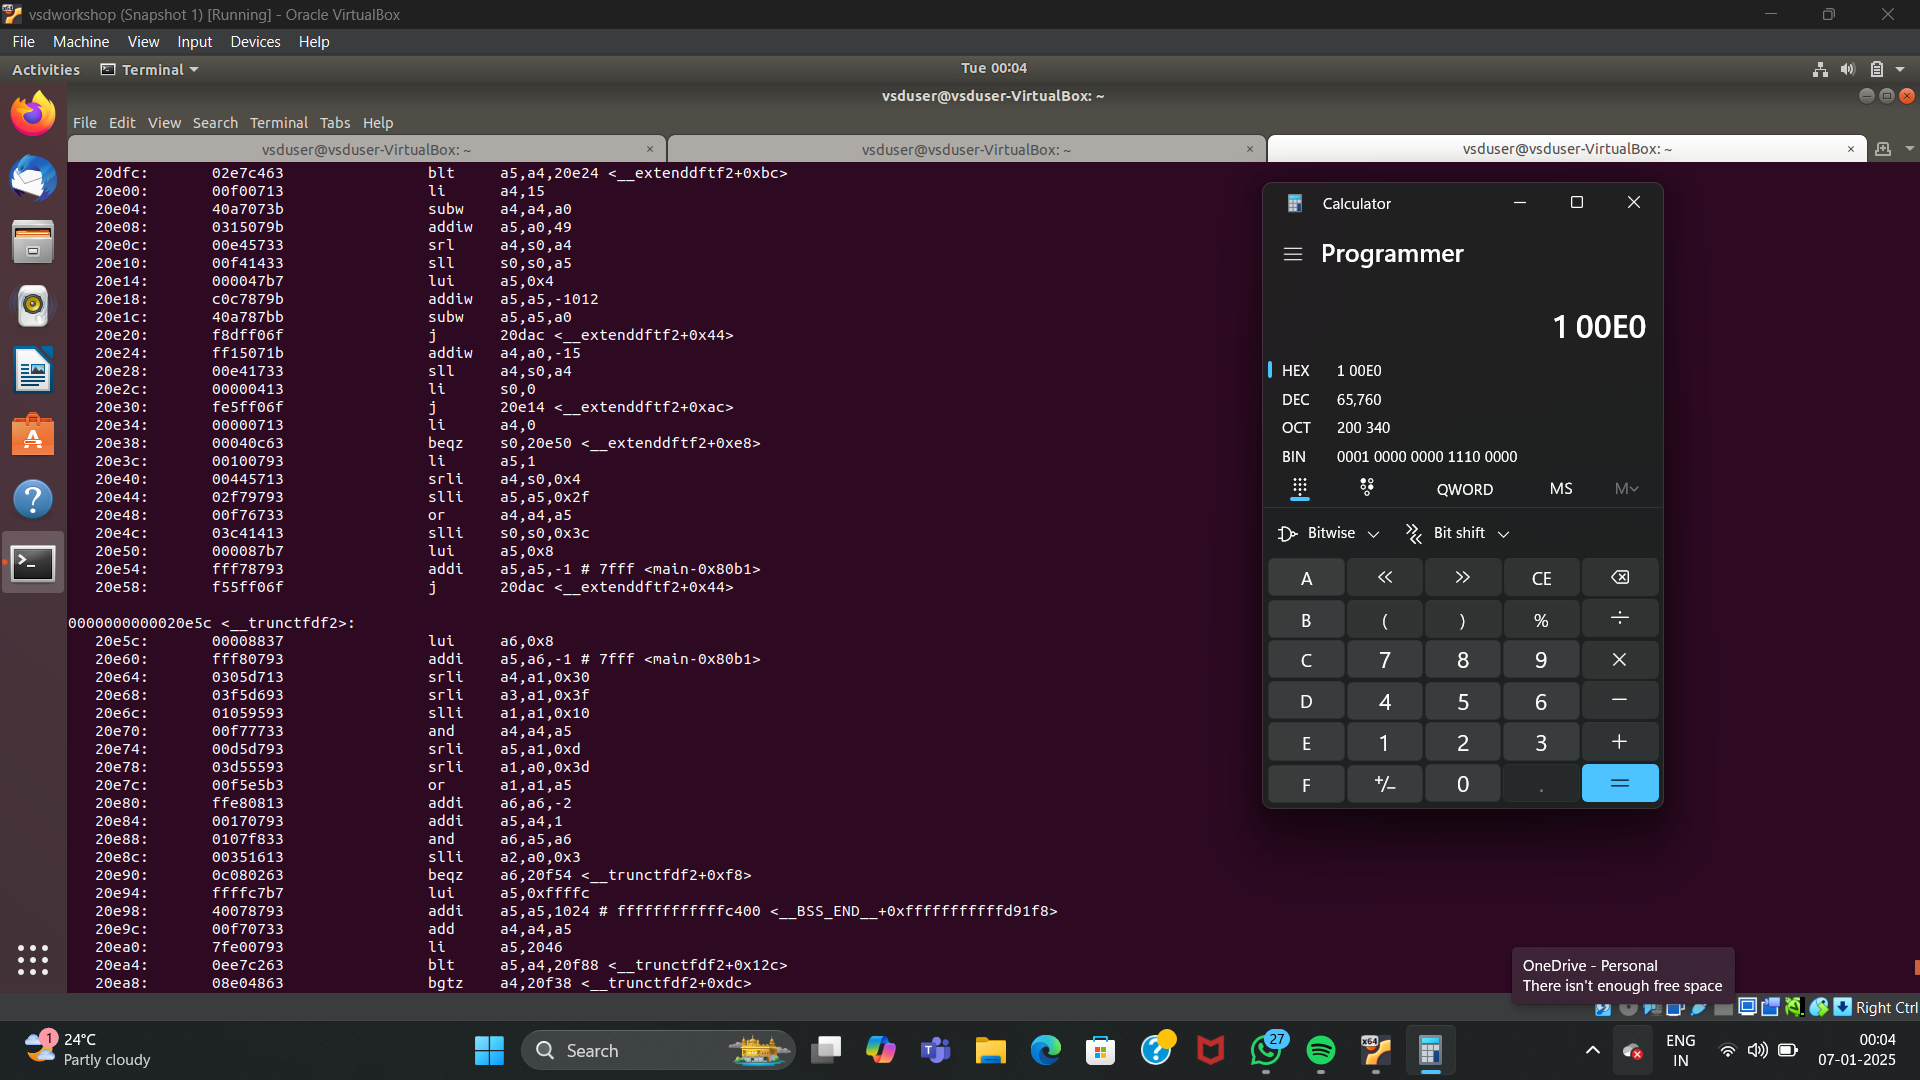 vsdworkshop (Snapshot 1) [Running] - Oracle VirtualBox
File Machine View Input Devices Help
Activities Terminal Tue 00:04
vsduser@vsduser-VirtualBox: ~
File Edit View Search Terminal Tabs Help
vsduser@vsduser-VirtualBox: ~ × vsduser@vsduser-VirtualBox: ~ × vsduser@vsduser-VirtualBox: ~ ×
20dfc: 02e7c463 blt a5,a4,20e24 <__extenddftf2+0xbc>
20e00: 00f00713 li a4,15
20e04: 40a7073b subw a4,a4,a0
20e08: 0315079b addiw a5,a0,49
20e0c: 00e45733 srl a4,s0,a4
20e10: 00f41433 sll s0,s0,a5
20e14: 000047b7 lui a5,0x4
20e18: c0c7879b addiw a5,a5,-1012
20e1c: 40a787bb subw a5,a5,a0
20e20: f8dff06f j 20dac <__extenddftf2+0x44>
20e24: ff15071b addiw a4,a0,-15
20e28: 00e41733 sll a4,s0,a4
20e2c: 00000413 li s0,0
20e30: fe5ff06f j 20e14 <__extenddftf2+0xac>
20e34: 00000713 li a4,0
20e38: 00040c63 beqz s0,20e50 <__extenddftf2+0xe8>
20e3c: 00100793 li a5,1
20e40: 00445713 srli a4,s0,0x4
20e44: 02f79793 slli a5,a5,0x2f
20e48: 00f76733 or a4,a4,a5
20e4c: 03c41413 slli s0,s0,0x3c
20e50: 000087b7 lui a5,0x8
20e54: fff78793 addi a5,a5,-1 # 7fff <main-0x80b1>
20e58: f55ff06f j 20dac <__extenddftf2+0x44>
0000000000020e5c <__trunctfdf2>:
20e5c: 00008837 lui a6,0x8
20e60: fff80793 addi a5,a6,-1 # 7fff <main-0x80b1>
20e64: 0305d713 srli a4,a1,0x30
20e68: 03f5d693 srli a3,a1,0x3f
20e6c: 01059593 slli a1,a1,0x10
20e70: 00f77733 and a4,a4,a5
20e74: 00d5d793 srli a5,a1,0xd
20e78: 03d55593 srli a1,a0,0x3d
20e7c: 00f5e5b3 or a1,a1,a5
20e80: ffe80813 addi a6,a6,-2
20e84: 00170793 addi a5,a4,1
20e88: 0107f833 and a6,a5,a6
20e8c: 00351613 slli a2,a0,0x3
20e90: 0c080263 beqz a6,20f54 <__trunctfdf2+0xf8>
20e94: ffffc7b7 lui a5,0xffffc
20e98: 40078793 addi a5,a5,1024 # ffffffffffffc400 <__BSS_END__+0xfffffffffffd91f8>
20e9c: 00f70733 add a4,a4,a5
20ea0: 7fe00793 li a5,2046
20ea4: 0ee7c263 blt a5,a4,20f88 <__trunctfdf2+0x12c>
20ea8: 08e04863 bgtz a4,20f38 <__trunctfdf2+0xdc>
Calculator
Programmer
1 00E0
HEX 1 00E0
DEC 65,760
OCT 200 340
BIN 0001 0000 0000 1110 0000
QWORD MS M
Bitwise Bit shift
A « » CE
B ( ) % ÷
C 7 8 9 ×
D 4 5 6 −
E 1 2 3 +
F +/− 0 . =
OneDrive - Personal
There isn't enough free space
Right Ctrl
1
24°C
Partly cloudy
Search
27
x64
ENG
IN
00:04
07-01-2025